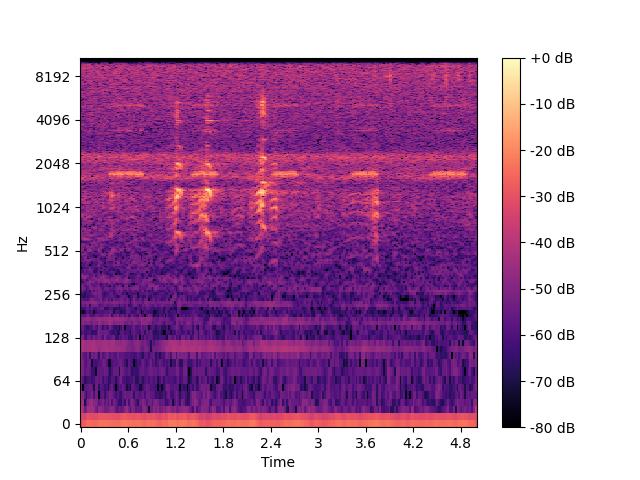 8192
4096
2048
1024
512
256
128
64
0
Hz
0 0.6 1.2 1.8 2.4 3 3.6 4.2 4.8
Time
+0 dB
-10 dB
-20 dB
-30 dB
-40 dB
-50 dB
-60 dB
-70 dB
-80 dB